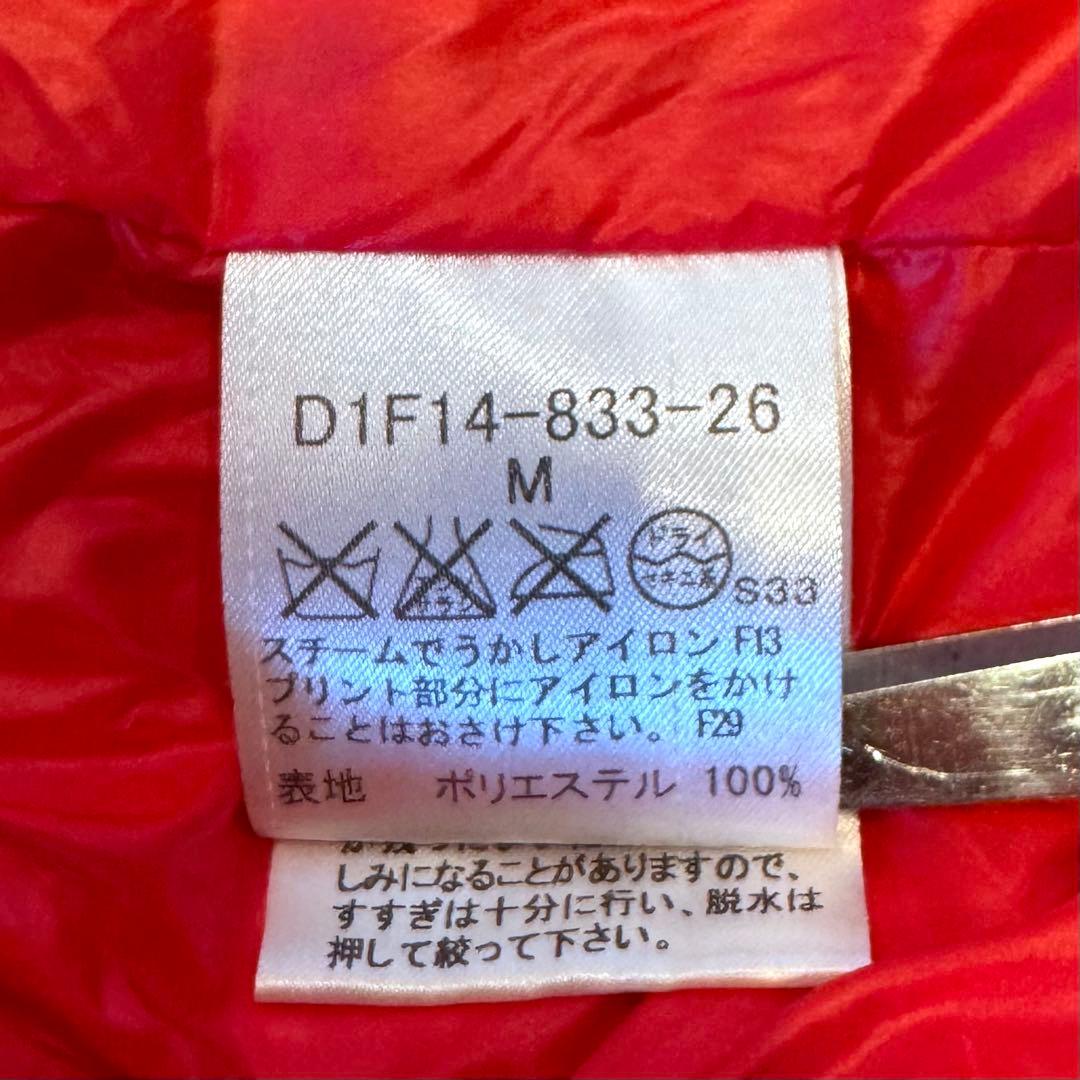 D1F14-833-26
M
ドライ
セキユ系
S33
スチームでうかしアイロン F13
プリント部分にアイロンをかけ
ることはおさけ下さい。 F29
表地 ポリエステル 100%
しみになることがありますので、
すすぎは十分に行い、脱水は
押して絞って下さい。